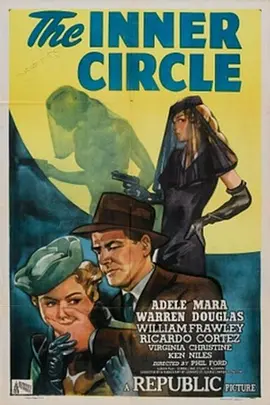 The INNER
CIRCLE
ADELE MARA
WARREN DOUGLAS
WILLIAM FRAWLEY
RICARDO CORTEZ
VIRGINIA CHRISTINE
KEN NILES
DIRECTED BY PHIL FORD
A REPUBLIC PICTURE